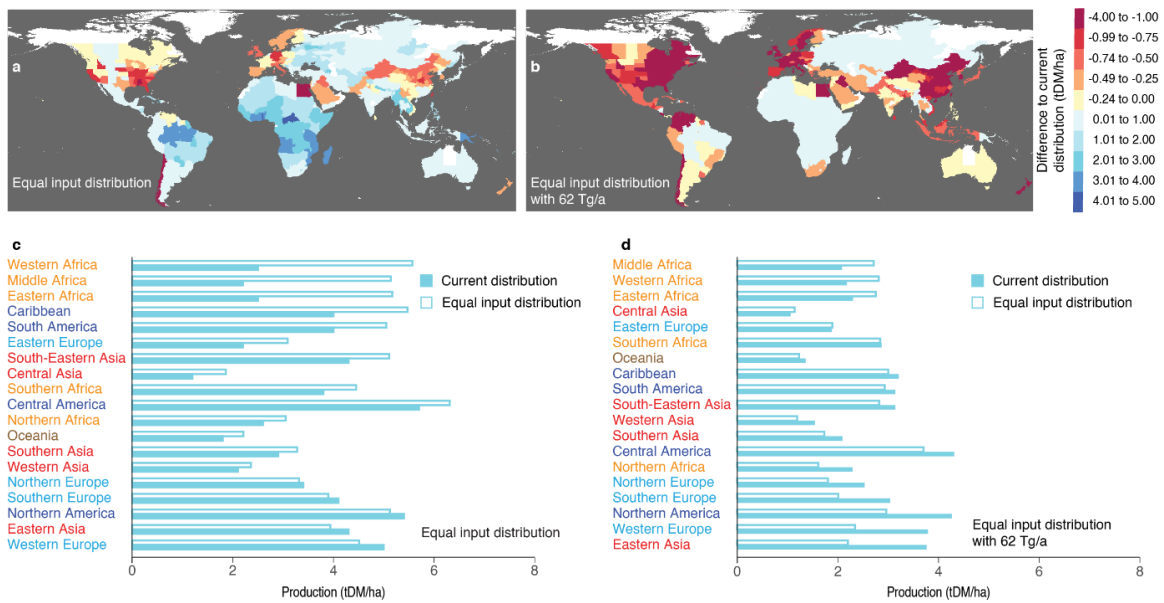 a
Equal input distribution
b
Equal input distribution
with 62 Tg/a
Difference to current
distribution (tDM/ha)
-4.00 to -1.00
-0.99 to -0.75
-0.74 to -0.50
-0.49 to -0.25
-0.24 to 0.00
0.01 to 1.00
1.01 to 2.00
2.01 to 3.00
3.01 to 4.00
4.01 to 5.00
c
Western Africa
Middle Africa
Eastern Africa
Caribbean
South America
Eastern Europe
South-Eastern Asia
Central Asia
Southern Africa
Central America
Northern Africa
Oceania
Southern Asia
Western Asia
Northern Europe
Southern Europe
Northern America
Eastern Asia
Western Europe
Current distribution
Equal input distribution
Equal input distribution
0 2 4 6 8
Production (tDM/ha)
d
Middle Africa
Western Africa
Eastern Africa
Central Asia
Eastern Europe
Southern Africa
Oceania
Caribbean
South America
South-Eastern Asia
Western Asia
Southern Asia
Central America
Northern Africa
Northern Europe
Southern Europe
Northern America
Western Europe
Eastern Asia
Current distribution
Equal input distribution
Equal input distribution
with 62 Tg/a
0 2 4 6 8
Production (tDM/ha)